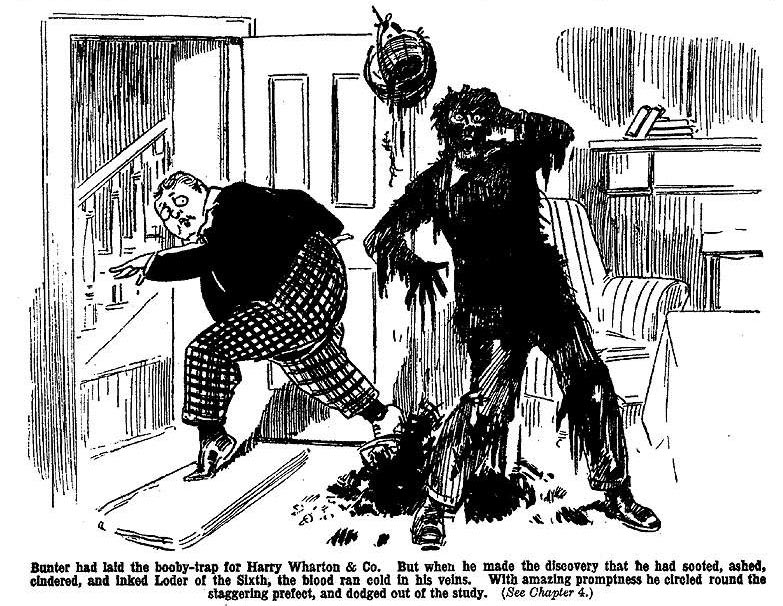 Bunter had laid the booby-trap for Harry Wharton & Co. But when he made the discovery that he had sooted, ashed,
cindered, and inked Loder of the Sixth, the blood ran cold in his veins. With amazing promptness he circled round the
staggering prefect, and dodged out of the study. (See Chapter 4.)